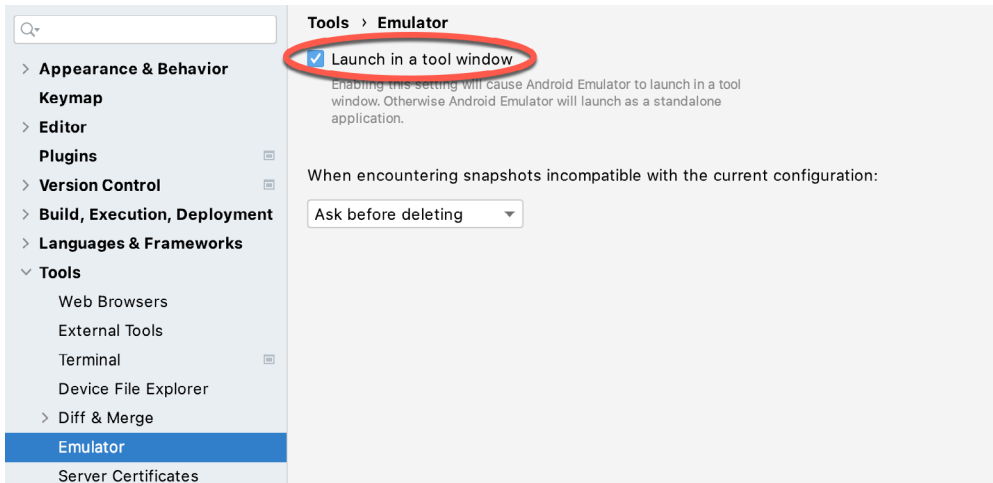 Appearance & Behavior
Keymap
Editor
Plugins
Version Control
Build, Execution, Deployment
Languages & Frameworks
Tools
Web Browsers
External Tools
Terminal
Device File Explorer
Diff & Merge
Emulator
Server Certificates
Tools › Emulator
Launch in a tool window
Enabling this setting will cause Android Emulator to launch in a tool
window. Otherwise Android Emulator will launch as a standalone
application.
When encountering snapshots incompatible with the current configuration:
Ask before deleting